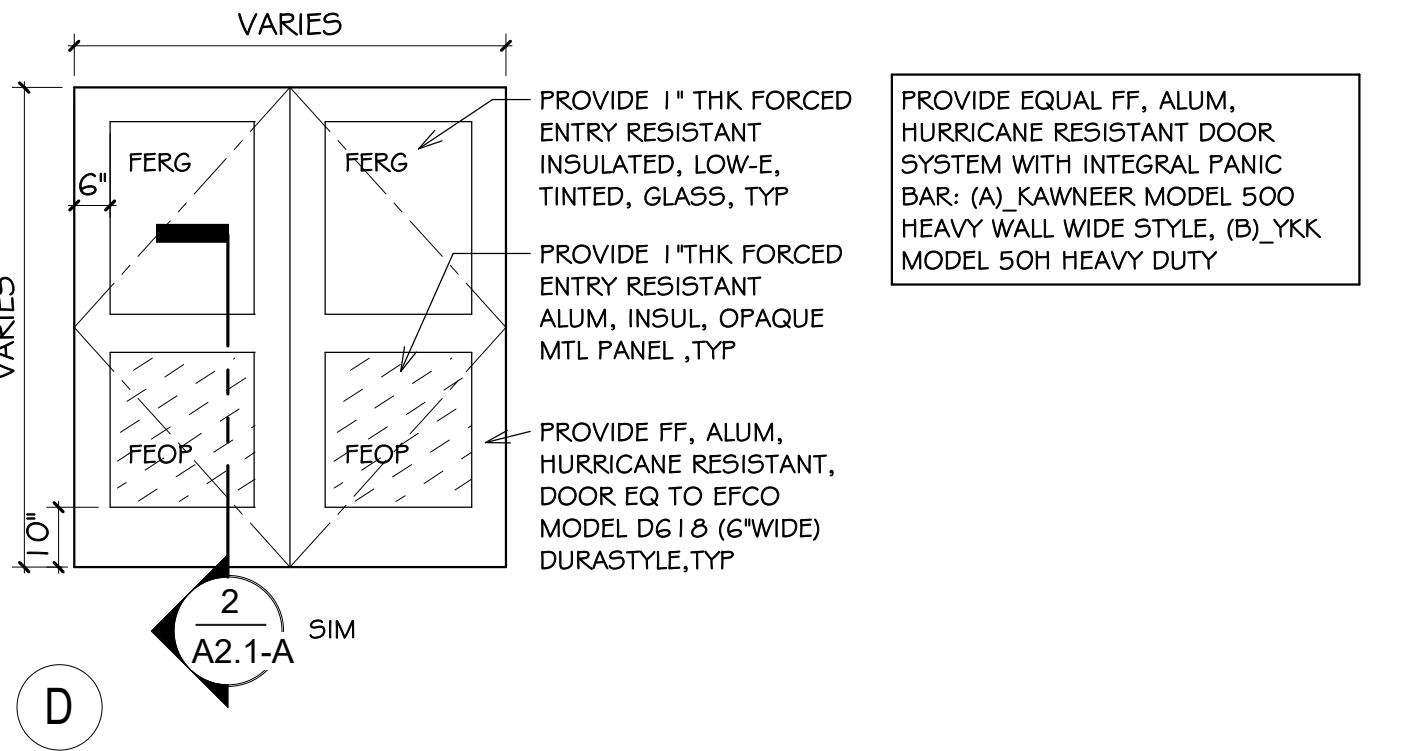 VARIES
VARIES
6"
10"
FERG
FERG
FEOP
FEOP
PROVIDE 1" THK FORCED
ENTRY RESISTANT
INSULATED, LOW-E,
TINTED, GLASS, TYP
PROVIDE 1"THK FORCED
ENTRY RESISTANT
ALUM, INSUL, OPAQUE
MTL PANEL ,TYP
PROVIDE FF, ALUM,
HURRICANE RESISTANT,
DOOR EQ TO EFCO
MODEL D618 (6"WIDE)
DURASTYLE,TYP
PROVIDE EQUAL FF, ALUM,
HURRICANE RESISTANT DOOR
SYSTEM WITH INTEGRAL PANIC
BAR: (A)_KAWNEER MODEL 500
HEAVY WALL WIDE STYLE, (B)_YKK
MODEL 50H HEAVY DUTY
2
A2.1-A
SIM
D